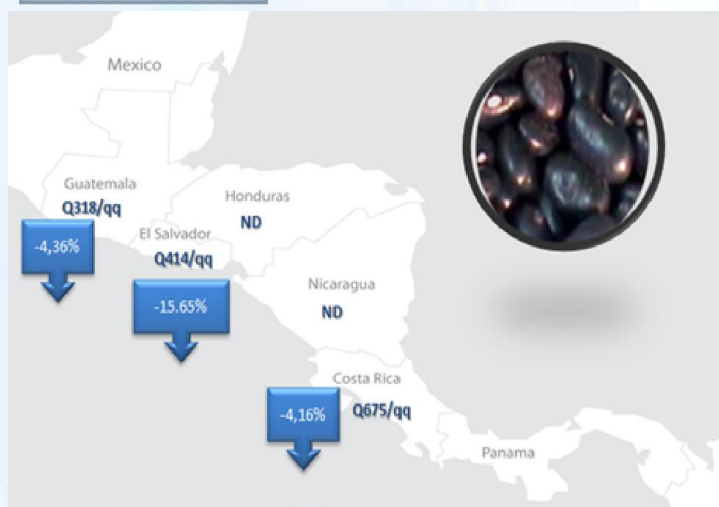 Mexico
Guatemala
Q318/qq
Honduras
ND
-4,36%
El Salvador
Q414/qq
-15.65%
Nicaragua
ND
Costa Rica
-4,16%
Q675/qq
Panama